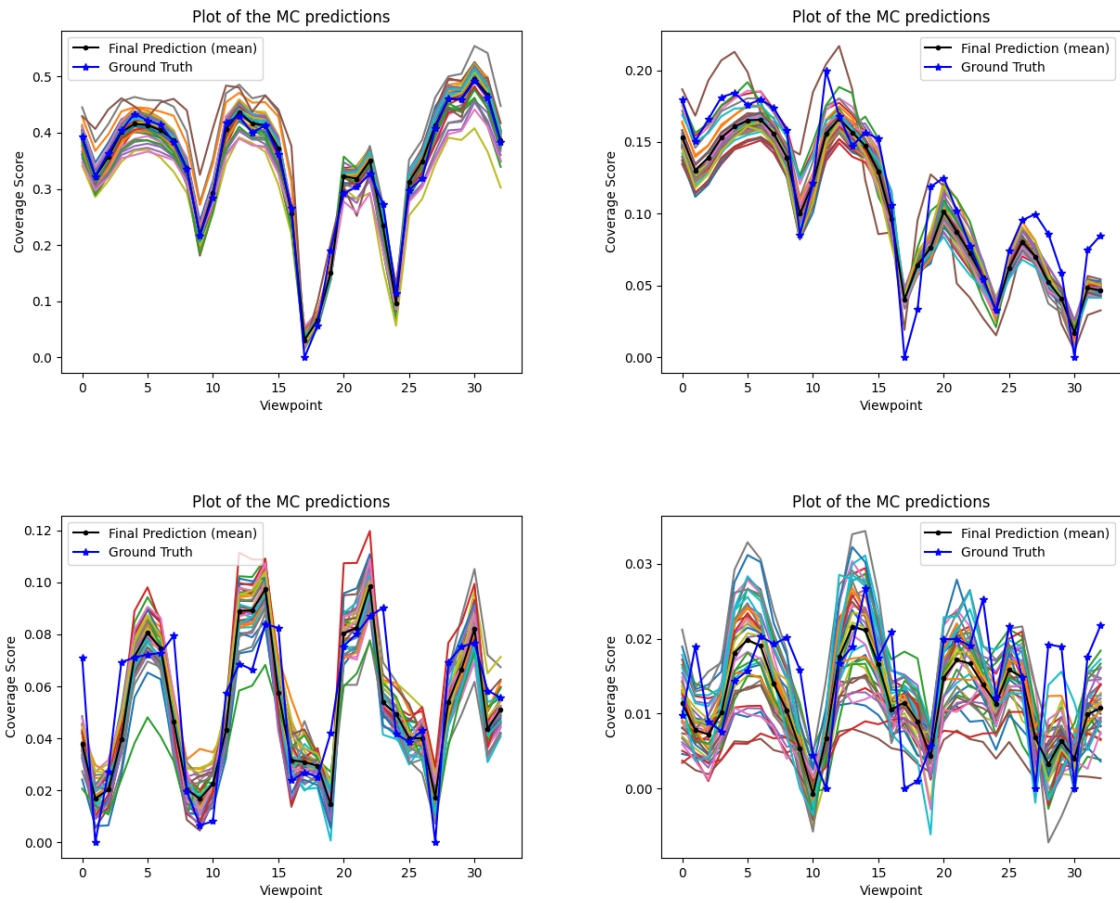 Plot of the MC predictions
Final Prediction (mean)
Ground Truth
Coverage Score
0.5
0.4
0.3
0.2
0.1
0.0
0 5 10 15 20 25 30
Viewpoint
Plot of the MC predictions
Final Prediction (mean)
Ground Truth
Coverage Score
0.20
0.15
0.10
0.05
0.00
0 5 10 15 20 25 30
Viewpoint
Plot of the MC predictions
Final Prediction (mean)
Ground Truth
Coverage Score
0.12
0.10
0.08
0.06
0.04
0.02
0.00
0 5 10 15 20 25 30
Viewpoint
Plot of the MC predictions
Final Prediction (mean)
Ground Truth
Coverage Score
0.03
0.02
0.01
0.00
0 5 10 15 20 25 30
Viewpoint